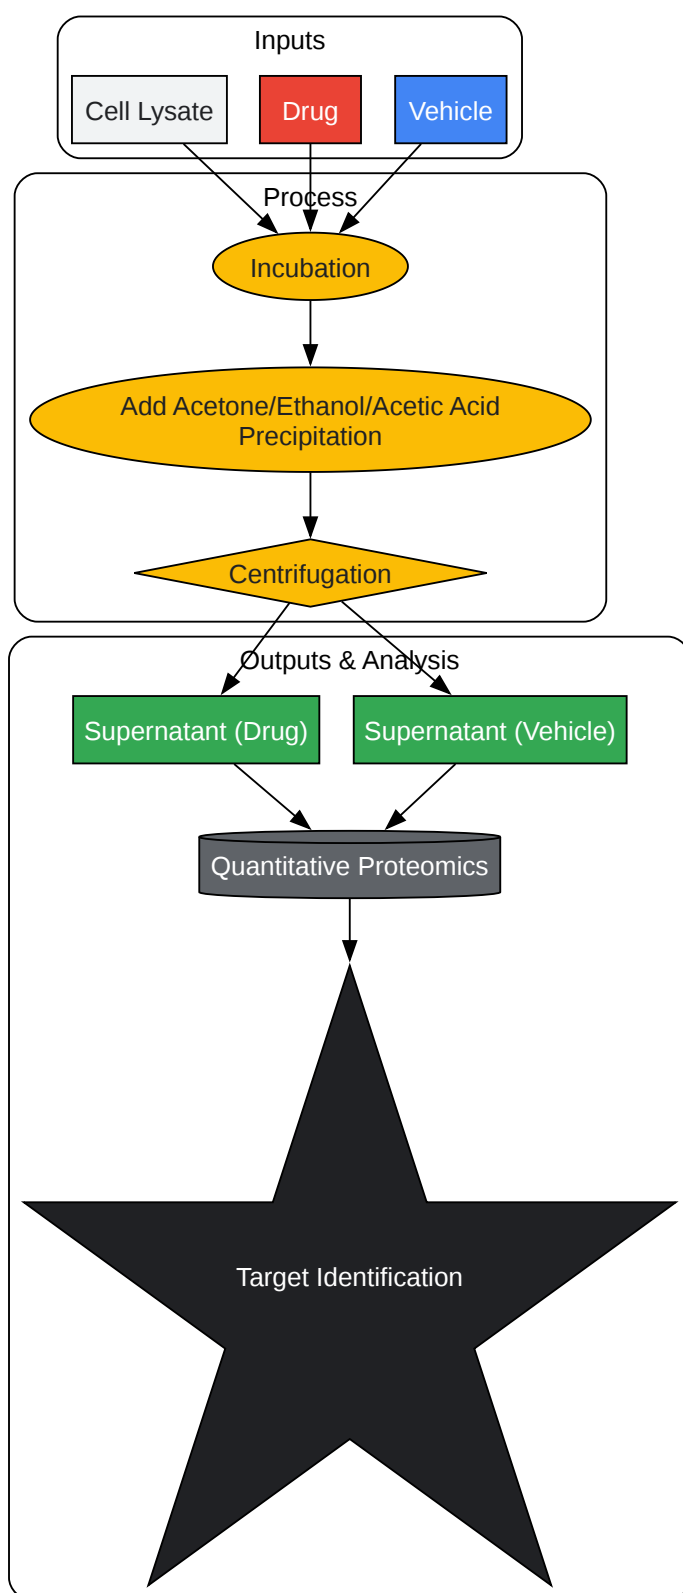 Inputs
Cell Lysate
Drug
Vehicle
Process
Incubation
Add Acetone/Ethanol/Acetic Acid
Precipitation
Centrifugation
Outputs & Analysis
Supernatant (Drug)
Supernatant (Vehicle)
Quantitative Proteomics
Target Identification